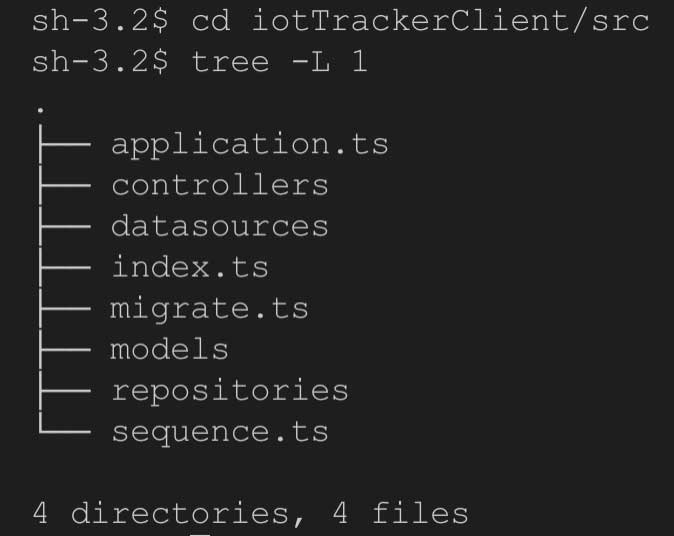 sh-3.2$ cd iotTrackerClient/src
sh-3.2$ tree -L 1
.
├── application.ts
├── controllers
├── datasources
├── index.ts
├── migrate.ts
├── models
├── repositories
└── sequence.ts
4 directories, 4 files